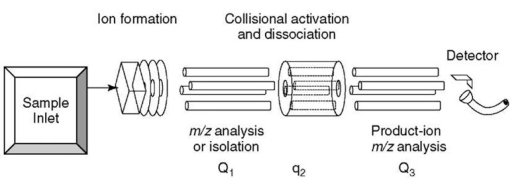 Ion formation
Collisional activation
and dissociation
Detector
Sample
Inlet
m/z analysis
or isolation
Product-ion
m/z analysis
Q1
q2
Q3